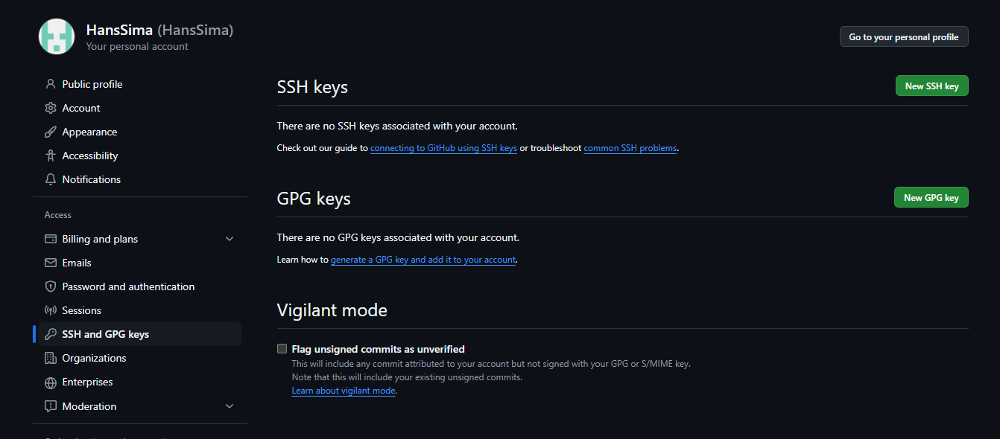 HansSima (HansSima)
Your personal account
Go to your personal profile
Public profile
Account
Appearance
Accessibility
Notifications
Access
Billing and plans
Emails
Password and authentication
Sessions
SSH and GPG keys
Organizations
Enterprises
Moderation
SSH keys
New SSH key
There are no SSH keys associated with your account.
Check out our guide to connecting to GitHub using SSH keys or troubleshoot common SSH problems.
GPG keys
New GPG key
There are no GPG keys associated with your account.
Learn how to generate a GPG key and add it to your account.
Vigilant mode
Flag unsigned commits as unverified
This will include any commit attributed to your account but not signed with your GPG or S/MIME key.
Note that this will include your existing unsigned commits.
Learn about vigilant mode.